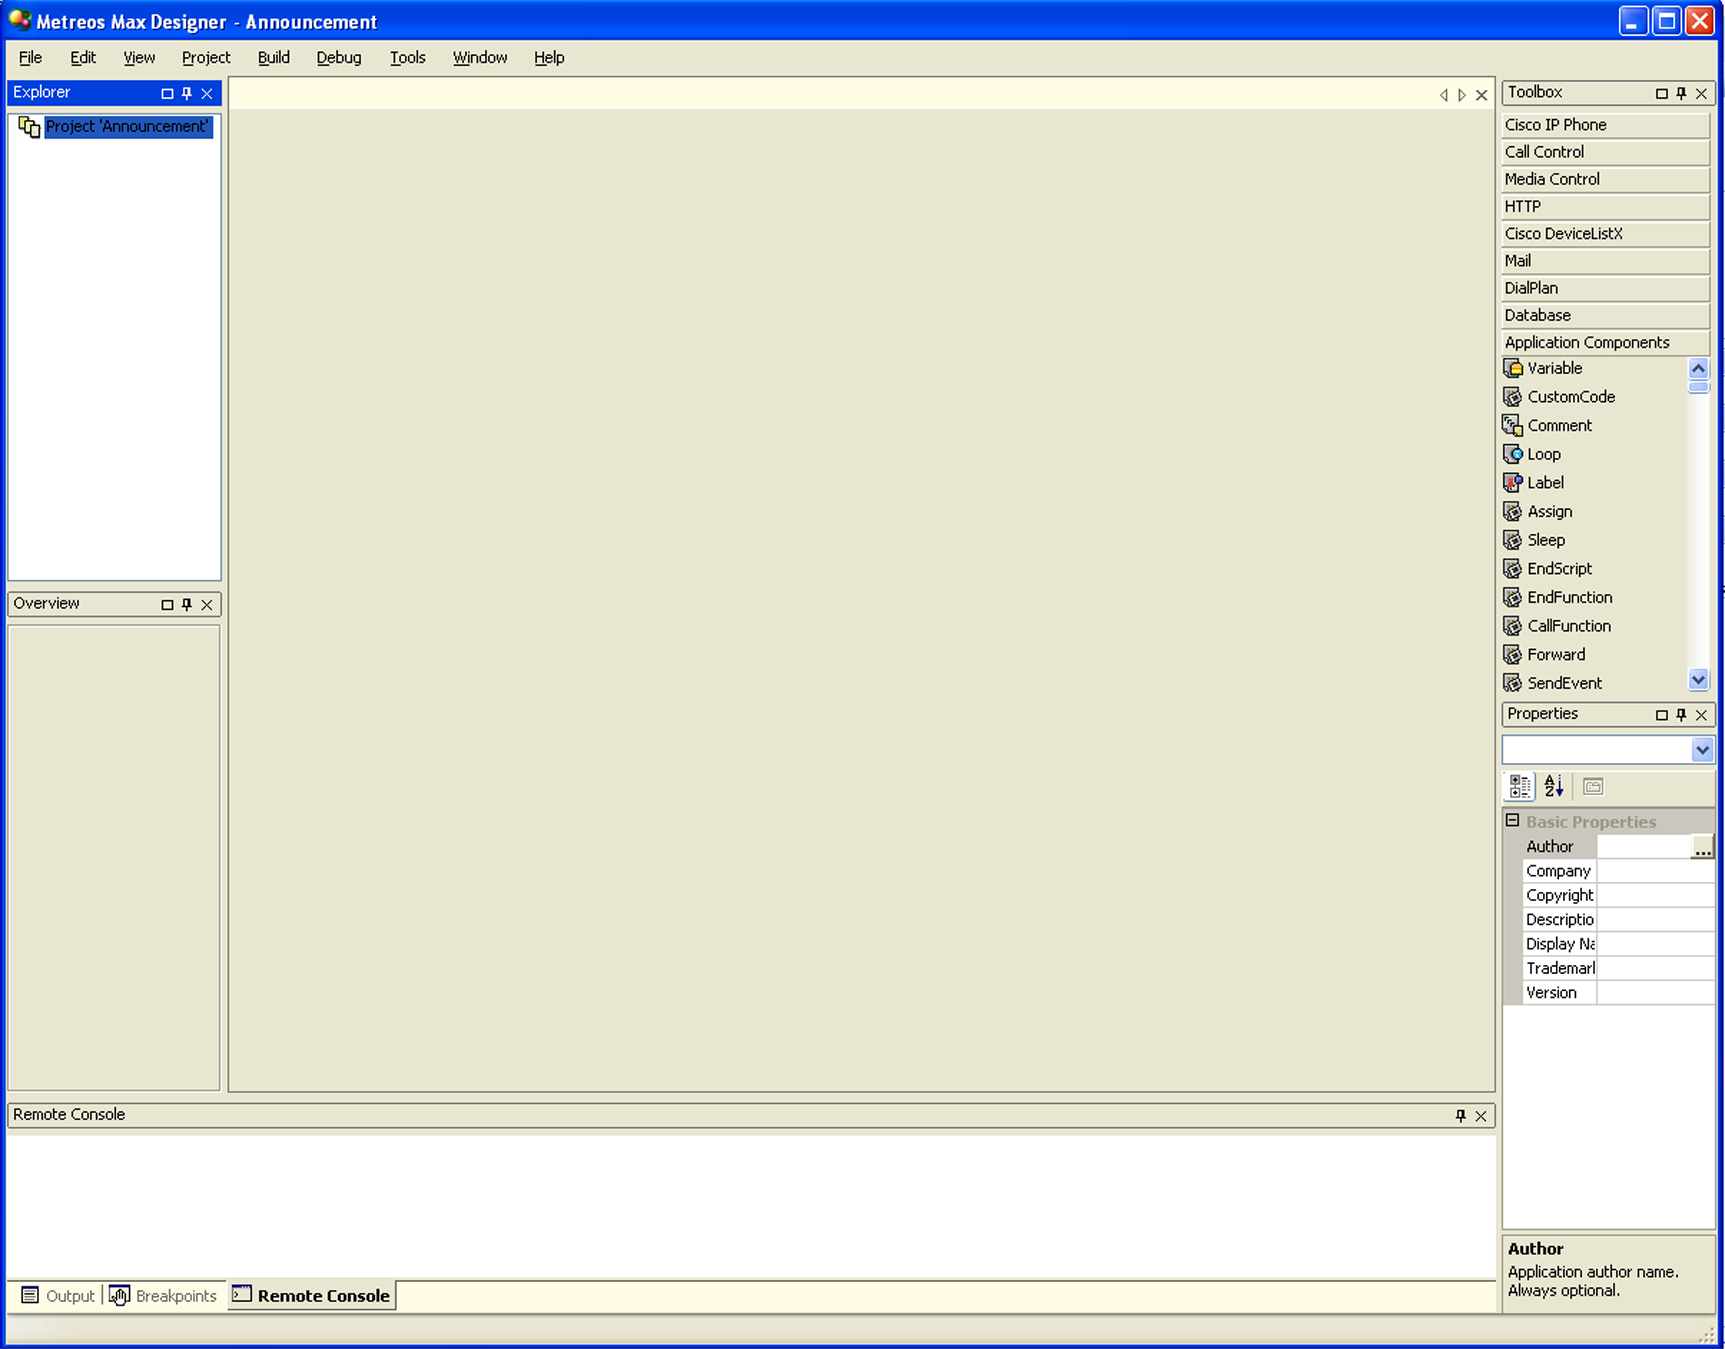 Metreos Max Designer - Announcement
File Edit View Project Build Debug Tools Window Help
Explorer
Project 'Announcement'
Overview
Toolbox
Cisco IP Phone
Call Control
Media Control
HTTP
Cisco DeviceListX
Mail
DialPlan
Database
Application Components
Variable
CustomCode
Comment
Loop
Label
Assign
Sleep
EndScript
EndFunction
CallFunction
Forward
SendEvent
Properties
Basic Properties
Author ...
Company
Copyright
Descriptio
Display Na
Trademarl
Version
Author
Application author name.
Always optional.
Remote Console
Output Breakpoints Remote Console